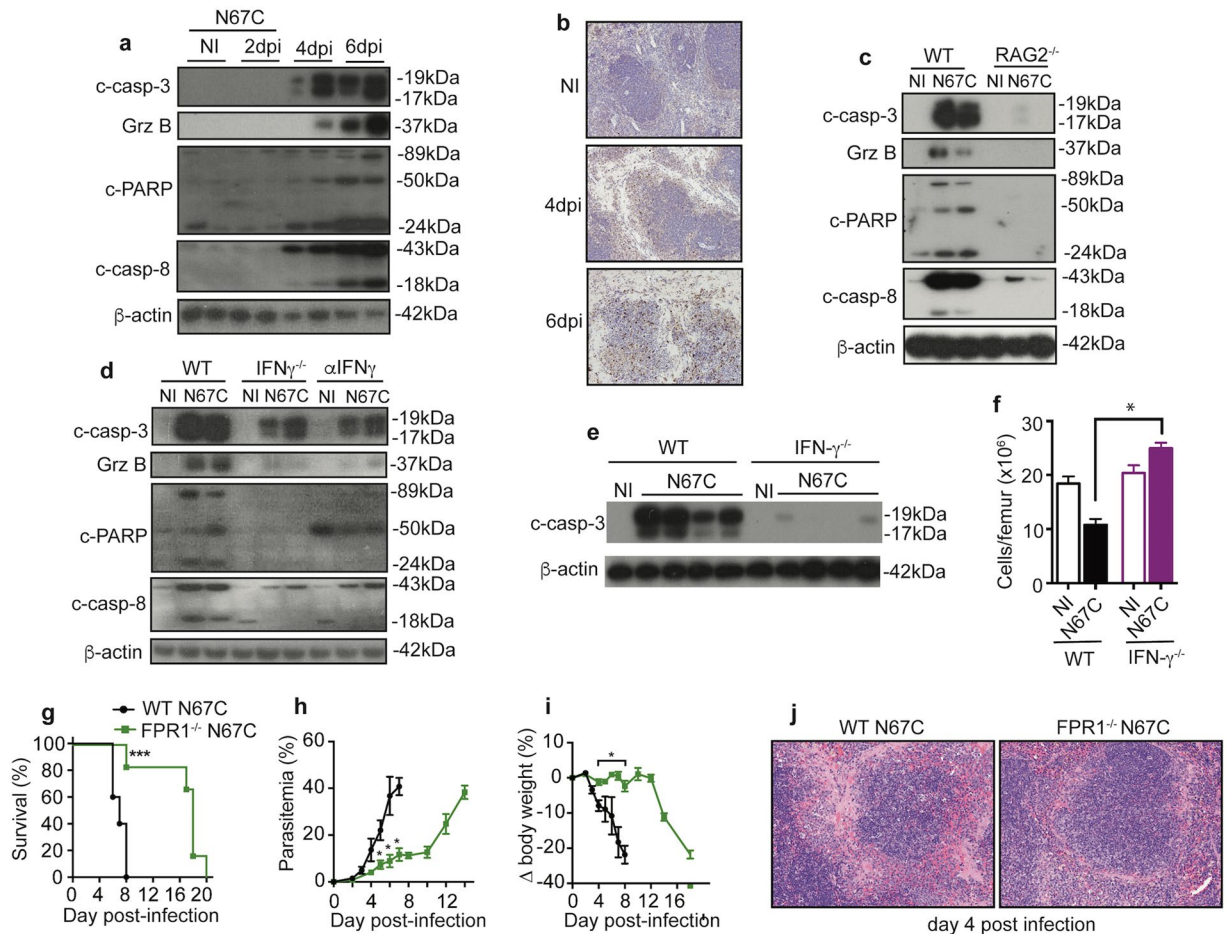 a
N67C
NI 2dpi 4dpi 6dpi
c-casp-3 -19kDa
-17kDa
Grz B -37kDa
c-PARP -89kDa
-50kDa
-24kDa
c-casp-8 -43kDa
-18kDa
β-actin -42kDa
b
NI
4dpi
6dpi
c
WT RAG2-/-
NI N67C NI N67C
c-casp-3 -19kDa
-17kDa
Grz B -37kDa
c-PARP -89kDa
-50kDa
-24kDa
c-casp-8 -43kDa
-18kDa
β-actin -42kDa
d
WT IFNγ-/- αIFNγ
NI N67C NI N67C NI N67C
c-casp-3 -19kDa
-17kDa
Grz B -37kDa
c-PARP -89kDa
-50kDa
-24kDa
c-casp-8 -43kDa
-18kDa
β-actin -42kDa
e
WT IFN-γ-/-
NI N67C NI N67C
c-casp-3 -19kDa
-17kDa
β-actin -42kDa
f
Cells/femur (x10⁶)
30
20
10
0
*
NI N67C NI N67C
WT IFN-γ-/-
g
WT N67C
FPR1-/- N67C
Survival (%)
100
80
60
40
20
0
***
0 4 8 12 16 20
Day post-infection
h
Parasitemia (%)
60
40
20
0
* * *
0 2 4 6 8 10 12 14
Day post-infection
i
Δ body weight (%)
10
0
-10
-20
-30
-40
*
0 4 8 12 16
Day post-infection
j
WT N67C FPR1-/- N67C
day 4 post infection